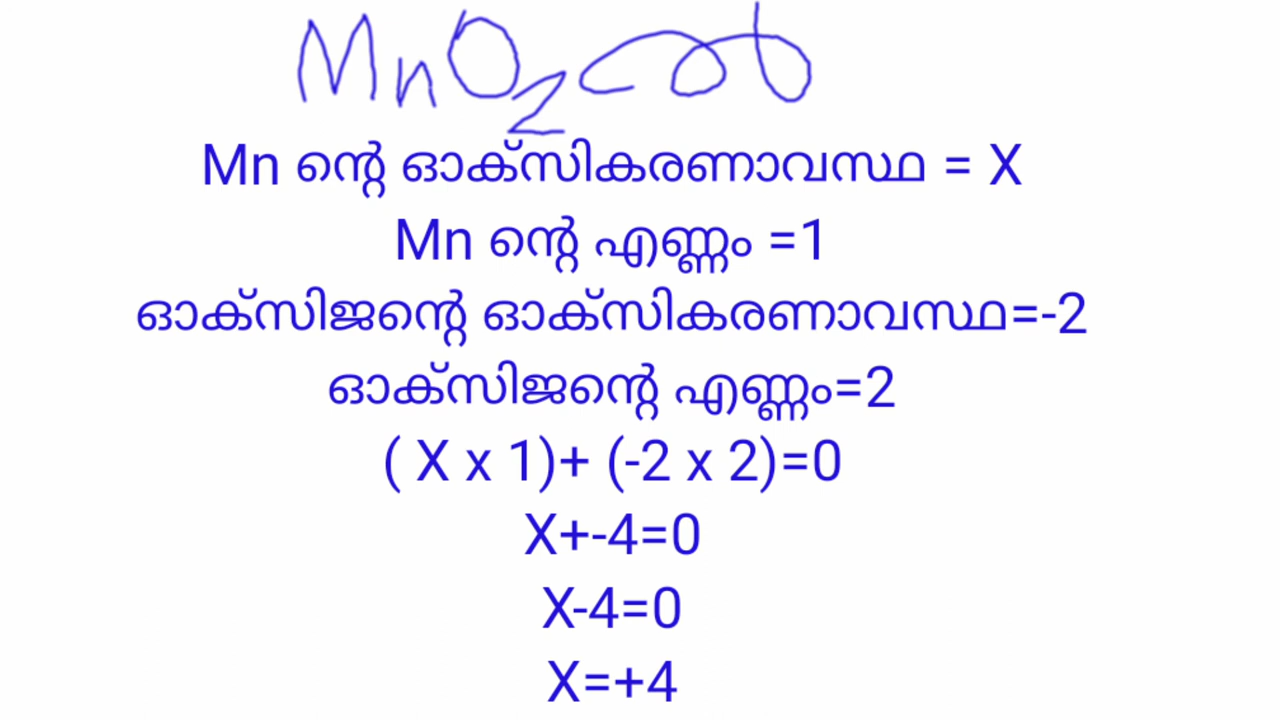 MnO2 ൽ
Mn ന്റെ ഓക്സികരണാവസ്ഥ = X
Mn ന്റെ എണ്ണം =1
ഓക്സിജന്റെ ഓക്സികരണാവസ്ഥ=-2
ഓക്സിജന്റെ എണ്ണം=2
( X x 1)+ (-2 x 2)=0
X+-4=0
X-4=0
X=+4